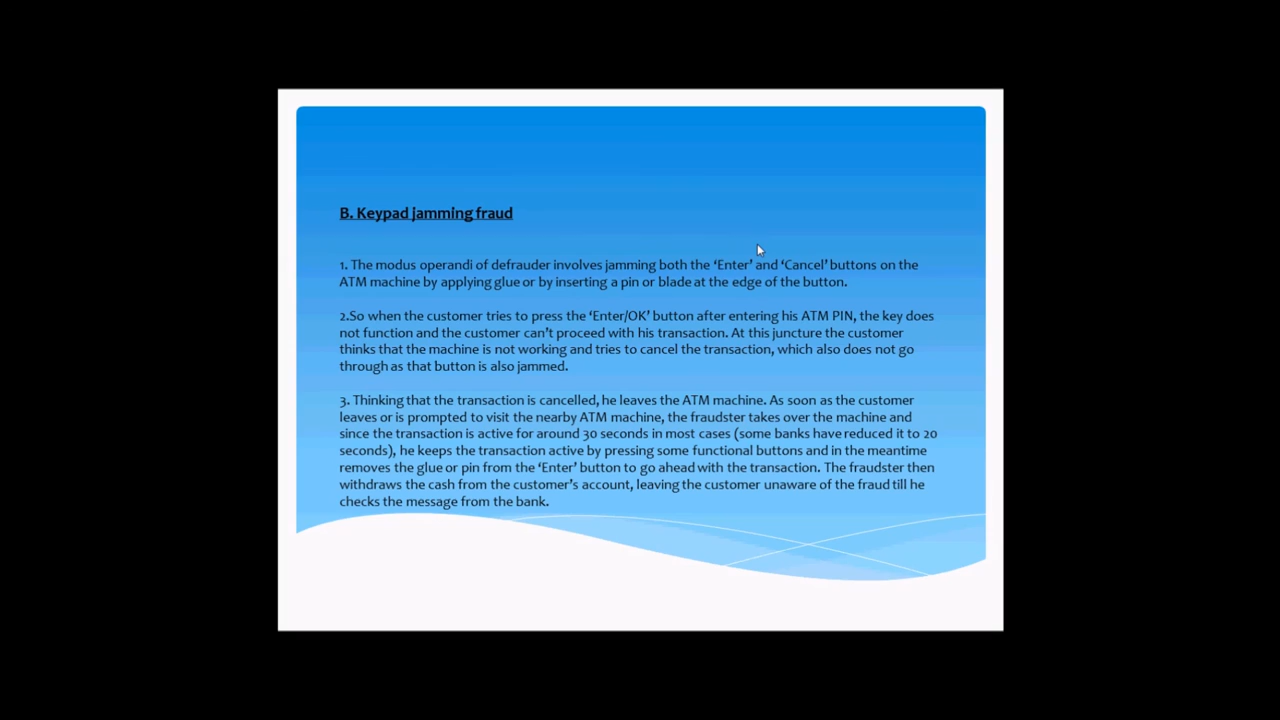 B. Keypad jamming fraud
1. The modus operandi of defrauder involves jamming both the ‘Enter’ and ‘Cancel’ buttons on the
ATM machine by applying glue or by inserting a pin or blade at the edge of the button.
2.So when the customer tries to press the ‘Enter/OK’ button after entering his ATM PIN, the key does
not function and the customer can’t proceed with his transaction. At this juncture the customer
thinks that the machine is not working and tries to cancel the transaction, which also does not go
through as that button is also jammed.
3. Thinking that the transaction is cancelled, he leaves the ATM machine. As soon as the customer
leaves or is prompted to visit the nearby ATM machine, the fraudster takes over the machine and
since the transaction is active for around 30 seconds in most cases (some banks have reduced it to 20
seconds), he keeps the transaction active by pressing some functional buttons and in the meantime
removes the glue or pin from the ‘Enter’ button to go ahead with the transaction. The fraudster then
withdraws the cash from the customer’s account, leaving the customer unaware of the fraud till he
checks the message from the bank.